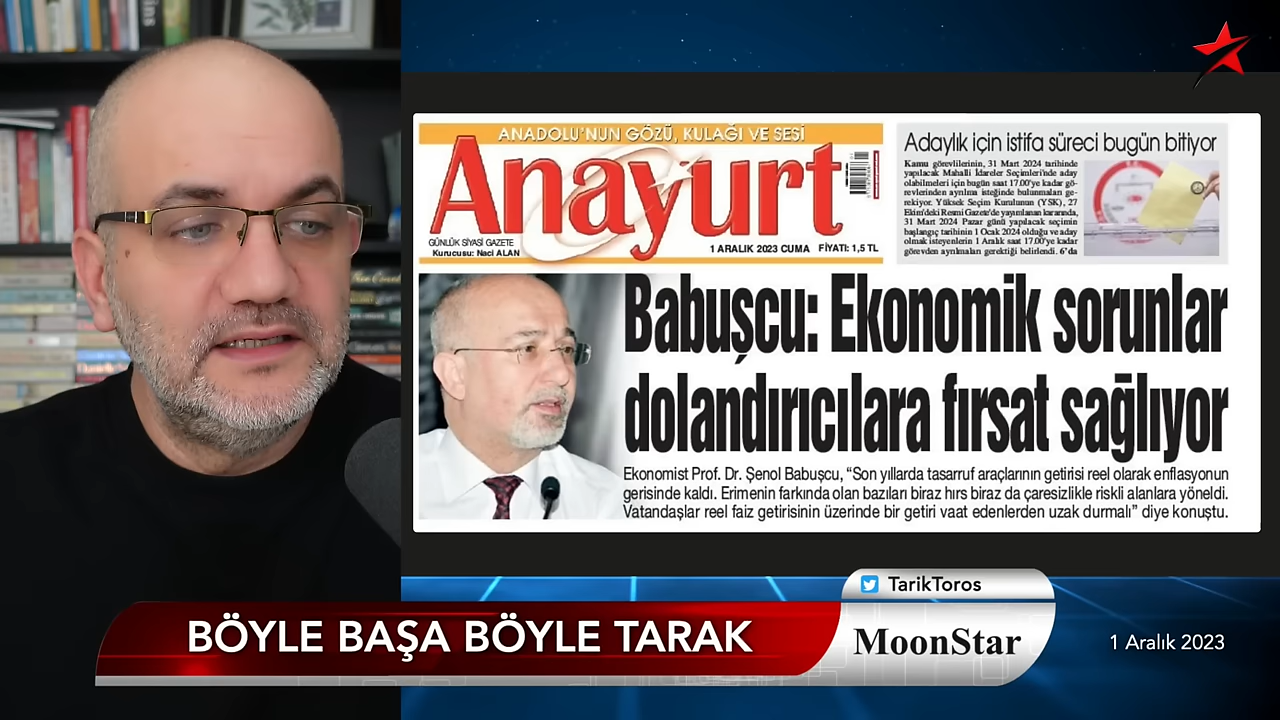 ANADOLU'NUN GÖZÜ, KULAĞI VE SESİ
Anayurt
GÜNLÜK SİYASİ GAZETE
Kurucusu: Naci ALAN
1 ARALIK 2023 CUMA FİYATI: 1,5 TL
Adaylık için istifa süreci bugün bitiyor
Kamu görevlilerinin, 31 Mart 2024 tarihinde
yapılacak Mahalli İdareler Seçimleri'nde aday
olabilmeleri için bugün saat 17.00'ye kadar gö-
revlerinden ayrılma isteğinde bulunmaları ge-
rekiyor. Yüksek Seçim Kurulunun (YSK), 27
Ekim'deki Resmi Gazete'de yayımlanan kararında,
31 Mart 2024 Pazar günü yapılacak seçimin
başlangıç tarihinin 1 Ocak 2024 olduğu ve aday
olmak isteyenlerin 1 Aralık saat 17.00'ye kadar
görevden ayrılmaları gerektiği belirlendi. 6'da
Babuşcu: Ekonomik sorunlar
dolandırıcılara fırsat sağlıyor
Ekonomist Prof. Dr. Şenol Babuşcu, “Son yıllarda tasarruf araçlarının getirisi reel olarak enflasyonun
gerisinde kaldı. Erimenin farkında olan bazıları biraz hırs biraz da çaresizlikle riskli alanlara yöneldi.
Vatandaşlar reel faiz getirisinin üzerinde bir getiri vaat edenlerden uzak durmalı” diye konuştu.
TarikToros
BÖYLE BAŞA BÖYLE TARAK
MoonStar
1 Aralık 2023